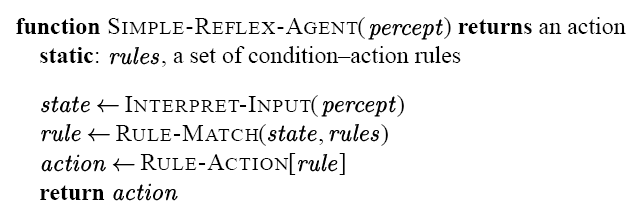 function SIMPLE-REFLEX-AGENT(percept) returns an action
static: rules, a set of condition–action rules
state ← INTERPRET-INPUT(percept)
rule ← RULE-MATCH(state, rules)
action ← RULE-ACTION[rule]
return action